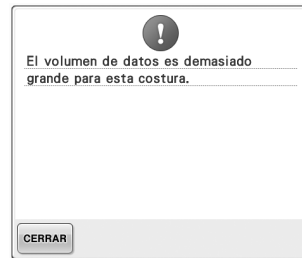 El volumen de datos es demasiado
grande para esta costura.
CERRAR